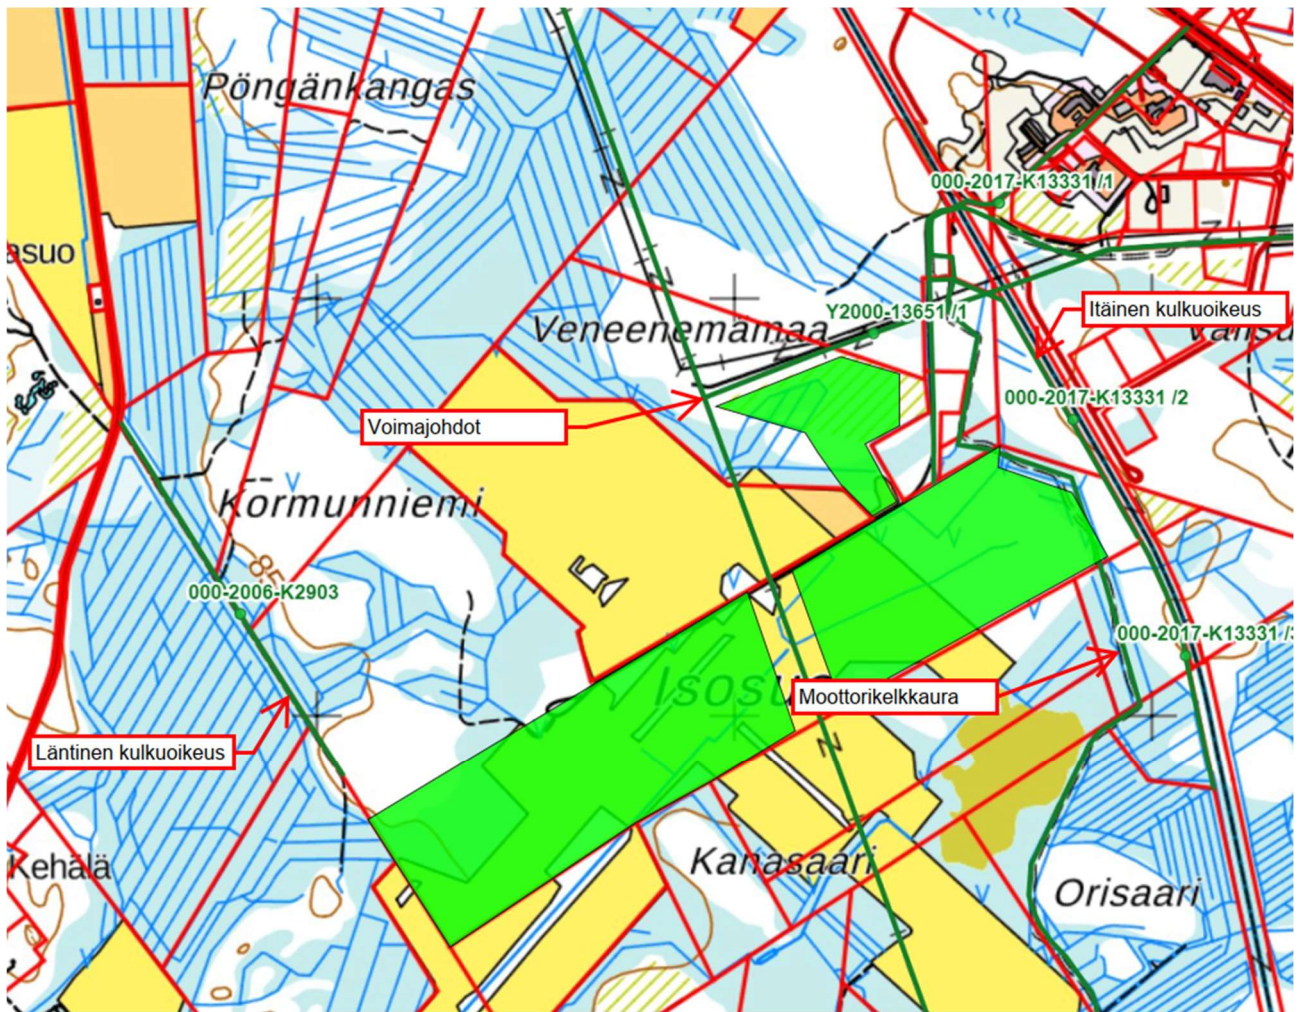 Pöngänkangas
000-2017-K13331 /1
asuo
Itäinen kulkuoikeus
Y2000-13651 /1
Veneenemämaa
000-2017-K13331 /2
Voimajohdot
Kormunniemi
85
000-2006-K2903
000-2017-K13331 /3
Moottorikelkkaura
Läntinen kulkuoikeus
Kanasaari
Kehälä
Orisaari